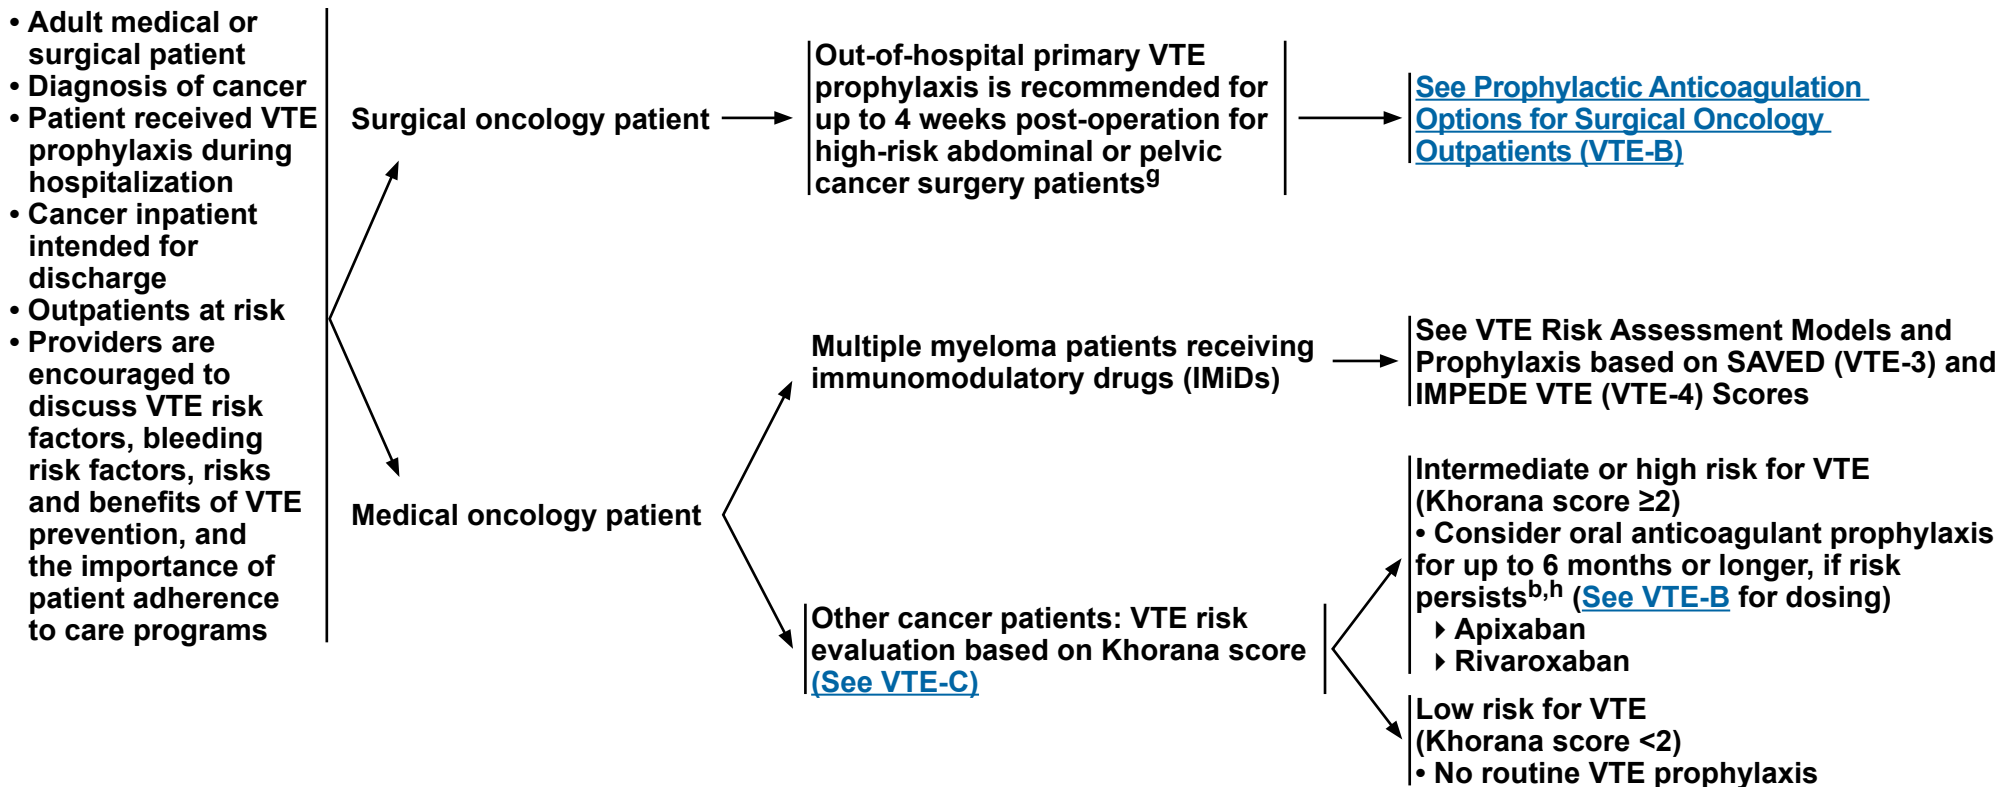 • Adult medical or
surgical patient
• Diagnosis of cancer
• Patient received VTE
prophylaxis during
hospitalization
• Cancer inpatient
intended for
discharge
• Outpatients at risk
• Providers are
encouraged to
discuss VTE risk
factors, bleeding
risk factors, risks
and benefits of VTE
prevention, and
the importance of
patient adherence
to care programs
Surgical oncology patient
Out-of-hospital primary VTE
prophylaxis is recommended for
up to 4 weeks post-operation for
high-risk abdominal or pelvic
cancer surgery patientsg
See Prophylactic Anticoagulation
Options for Surgical Oncology
Outpatients (VTE-B)
Medical oncology patient
Multiple myeloma patients receiving
immunomodulatory drugs (IMiDs)
See VTE Risk Assessment Models and
Prophylaxis based on SAVED (VTE-3) and
IMPEDE VTE (VTE-4) Scores
Other cancer patients: VTE risk
evaluation based on Khorana score
(See VTE-C)
Intermediate or high risk for VTE
(Khorana score ≥2)
• Consider oral anticoagulant prophylaxis
for up to 6 months or longer, if risk
persistsb,h (See VTE-B for dosing)
Apixaban
Rivaroxaban
Low risk for VTE
(Khorana score <2)
• No routine VTE prophylaxis